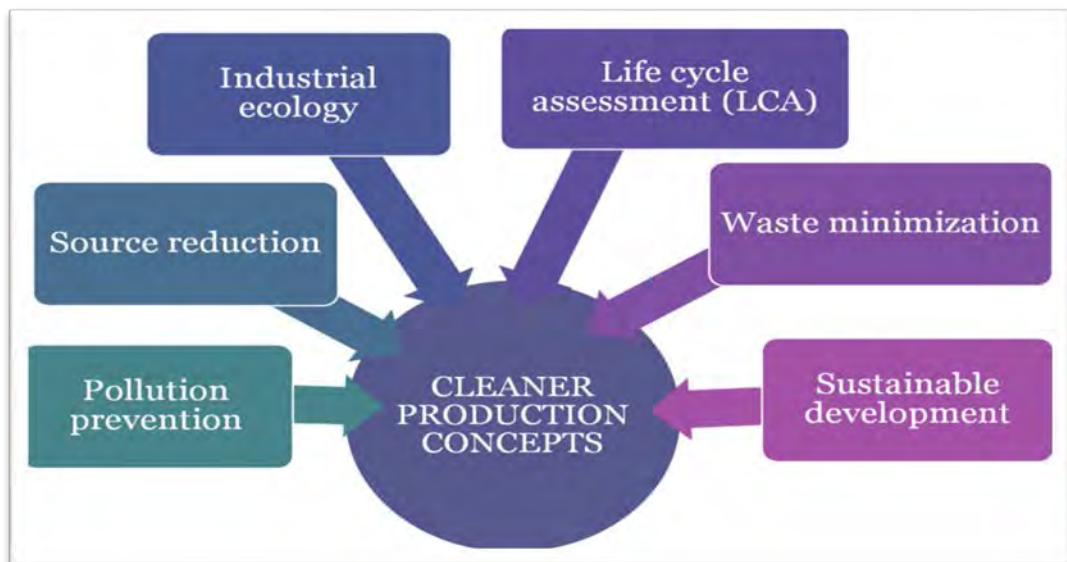 Industrial
ecology
Life cycle
assessment (LCA)
Source reduction
Waste minimization
Pollution
prevention
CLEANER
PRODUCTION
CONCEPTS
Sustainable
development